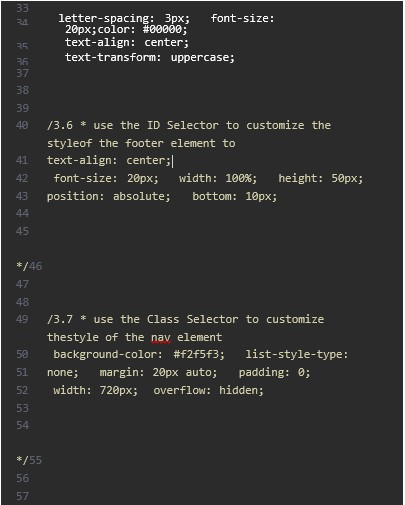 33
34 letter-spacing: 3px; font-size:
20px;color: #00000;
35 text-align: center;
36 text-transform: uppercase;
37
38
39
40 /3.6 * use the ID Selector to customize the
styleof the footer element to
41 text-align: center;
42 font-size: 20px; width: 100%; height: 50px;
43 position: absolute; bottom: 10px;
44
45
*/46
47
48
49 /3.7 * use the Class Selector to customize
thestyle of the nav element
50 background-color: #f2f5f3; list-style-type:
51 none; margin: 20px auto; padding: 0;
52 width: 720px; overflow: hidden;
53
54
*/55
56
57